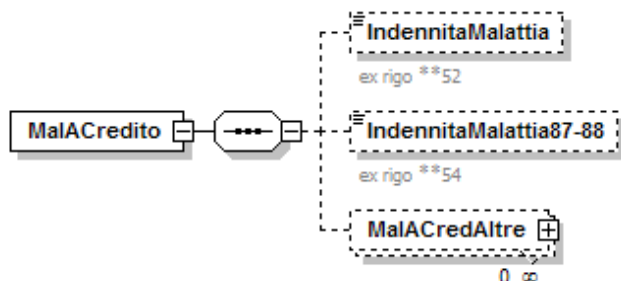 IndennitaMalattia
ex rigo **52
MalACredito
IndennitaMalattia87-88
ex rigo **54
MalACredAltre
0..∞